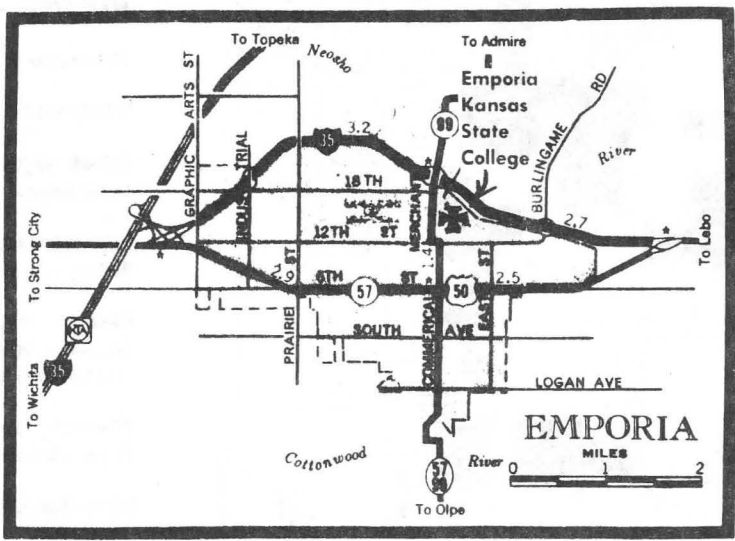 To Topeka
Neosho
To Admire
Emporia
Kansas
State
College
ARTS ST
GRAPHIC
INDUSTRIAL
35
3.2
99
BURLINGAME RD
River
18TH
MERCHANT
12TH ST
2.7
To Strong City
To Lebo
2.9
6TH ST
57
1.4
50
2.5
ST
PRAIRIE
COMMERICAL
EAST ST
SOUTH AVE
KTA
35
To Wichita
LOGAN AVE
EMPORIA
MILES
0 1 2
Cottonwood
River
57
99
To Olpe